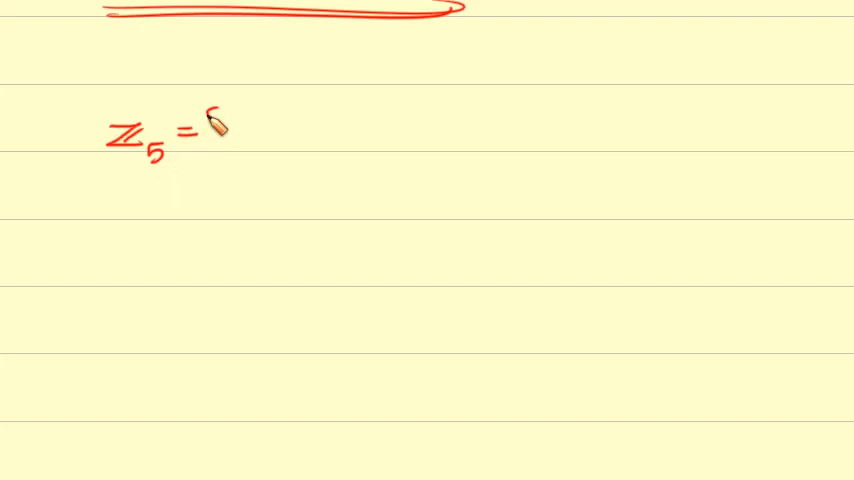 ℤ₅ =